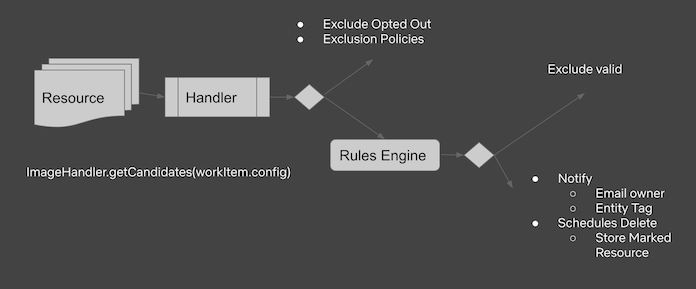 ● Exclude Opted Out
● Exclusion Policies
Exclude valid
Resource
Handler
Rules Engine
ImageHandler.getCandidates(workItem.config)
● Notify
○ Email owner
○ Entity Tag
● Schedules Delete
○ Store Marked
Resource